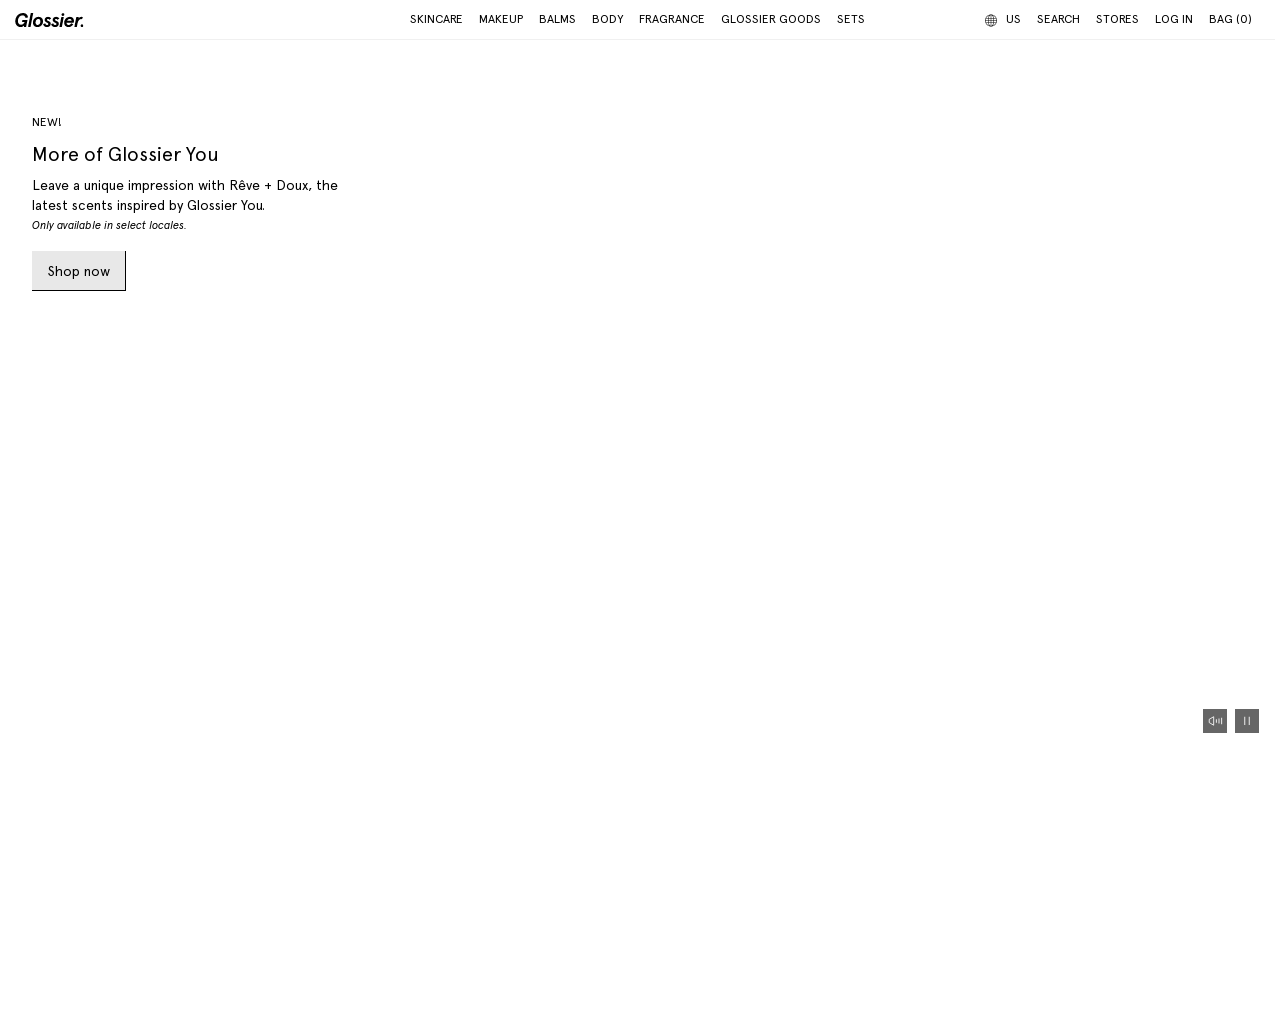 Glossier.
SKINCARE MAKEUP BALMS BODY FRAGRANCE GLOSSIER GOODS SETS
US SEARCH STORES LOG IN BAG (0)
NEW!
More of Glossier You
Leave a unique impression with Rêve + Doux, the
latest scents inspired by Glossier You.
Only available in select locales.
Shop now